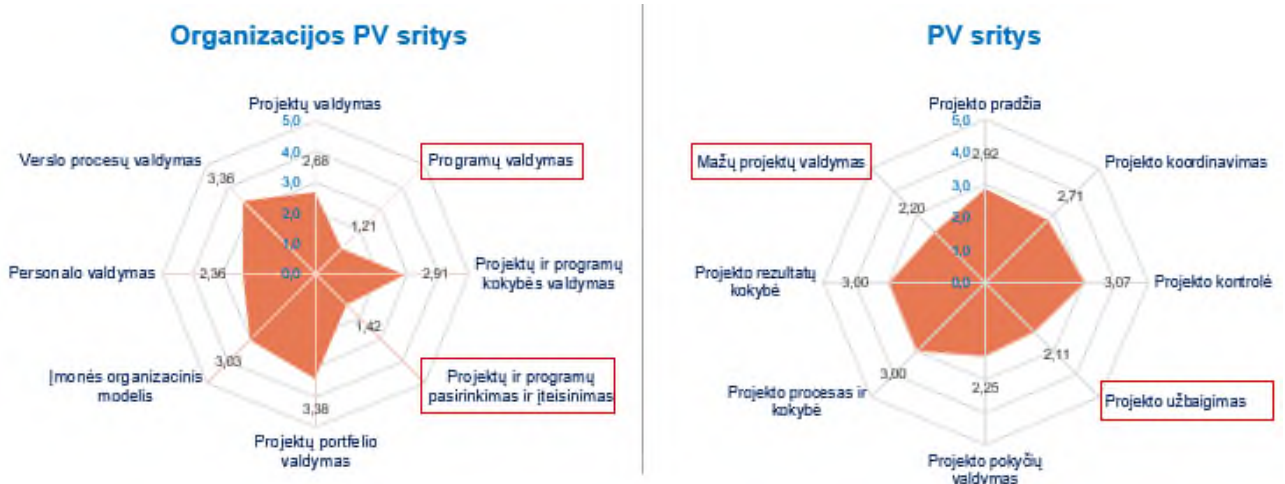 Organizacijos PV sritys
Projektų valdymas
5,0
4,0
3,0
2,0
1,0
0,0
2,68
Programų valdymas
1,21
Projektų ir programų
kokybės valdymas
2,91
Projektų ir programų
pasirinkimas ir įteisinimas
1,42
Projektų portfelio
valdymas
3,38
Įmonės organizacinis
modelis
3,03
Personalo valdymas
2,36
Verslo procesų valdymas
3,36
PV sritys
Projekto pradžia
5,0
4,0
3,0
2,0
1,0
0,0
2,92
Projekto koordinavimas
2,71
Projekto kontrolė
3,07
Projekto užbaigimas
2,11
Projekto pokyčių
valdymas
2,25
Projekto procesas ir
kokybė
3,00
Projekto rezultatų
kokybė
3,00
Mažų projektų valdymas
2,20